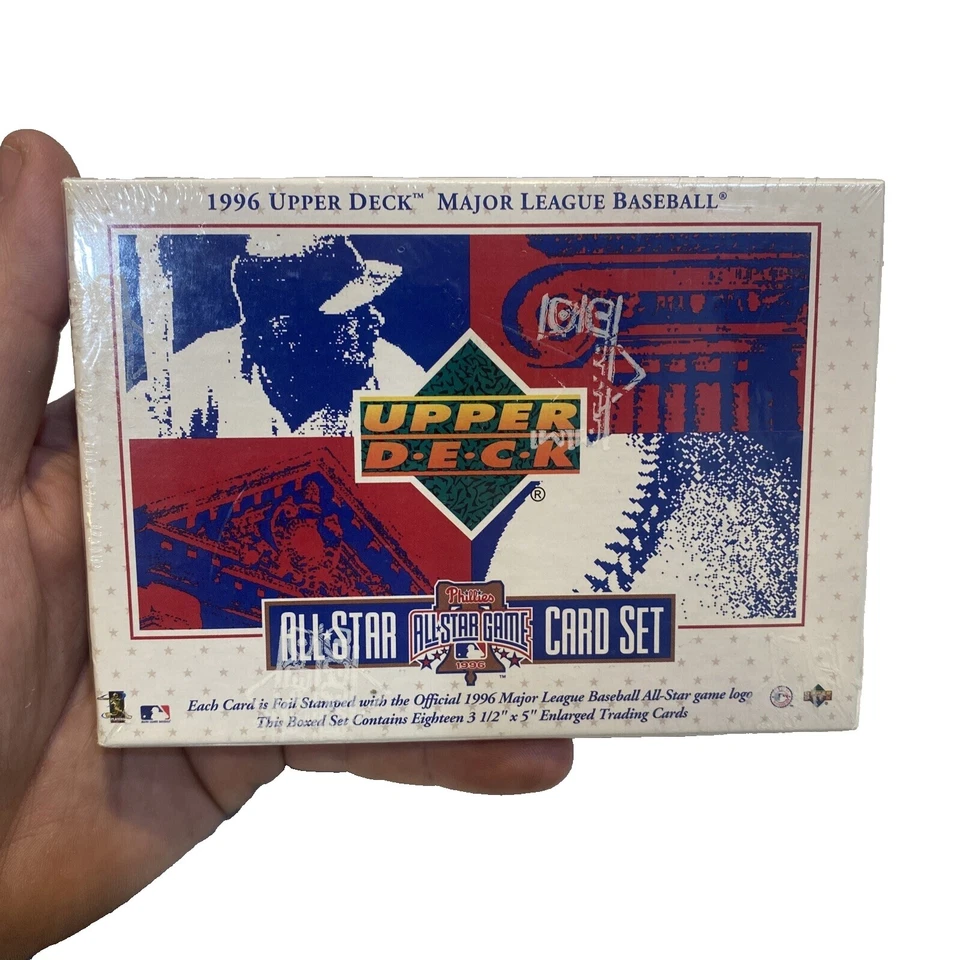 1996 UPPER DECK™ MAJOR LEAGUE BASEBALL®
UPPER
D·E·C·K
®
Phillies
ALL-STAR GAME
1996
™
ALL STAR
CARD SET
Each Card is Foil Stamped with the Official 1996 Major League Baseball All-Star game logo
This Boxed Set Contains Eighteen 3 1/2" x 5" Enlarged Trading Cards